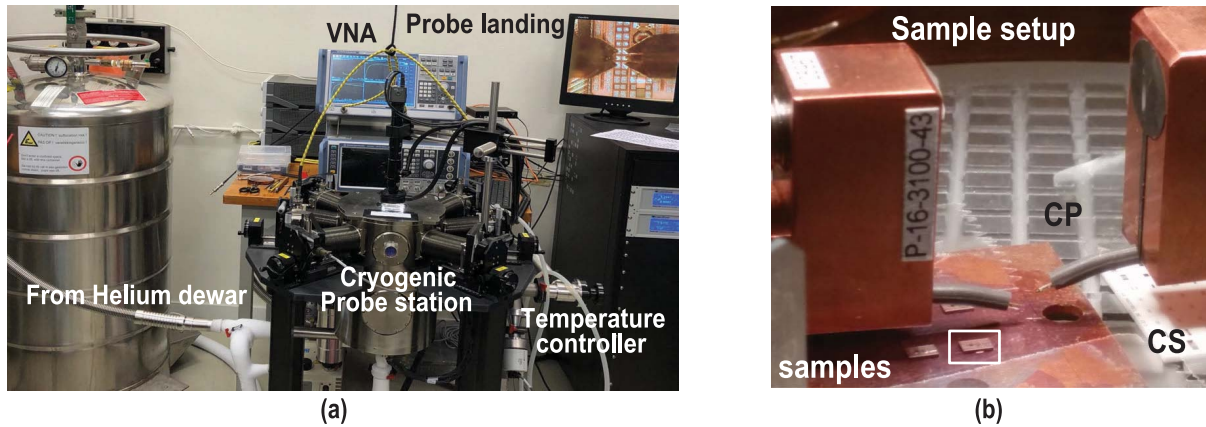 VNA
Probe landing
From Helium dewar
Cryogenic
Probe station
Temperature
controller
(a)
Sample setup
P-16-3100-43
CP
CS
samples
(b)